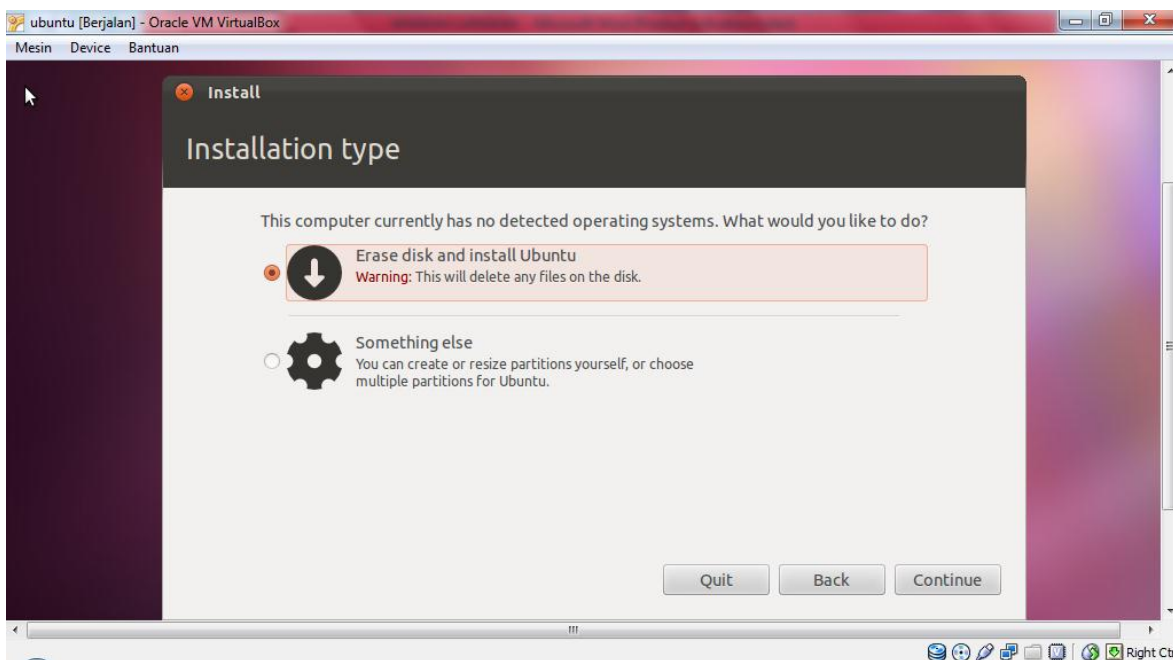 ubuntu [Berjalan] - Oracle VM VirtualBox
Mesin Device Bantuan
Install
Installation type
This computer currently has no detected operating systems. What would you like to do?
Erase disk and install Ubuntu
Warning: This will delete any files on the disk.
Something else
You can create or resize partitions yourself, or choose
multiple partitions for Ubuntu.
Quit Back Continue
Right Ct